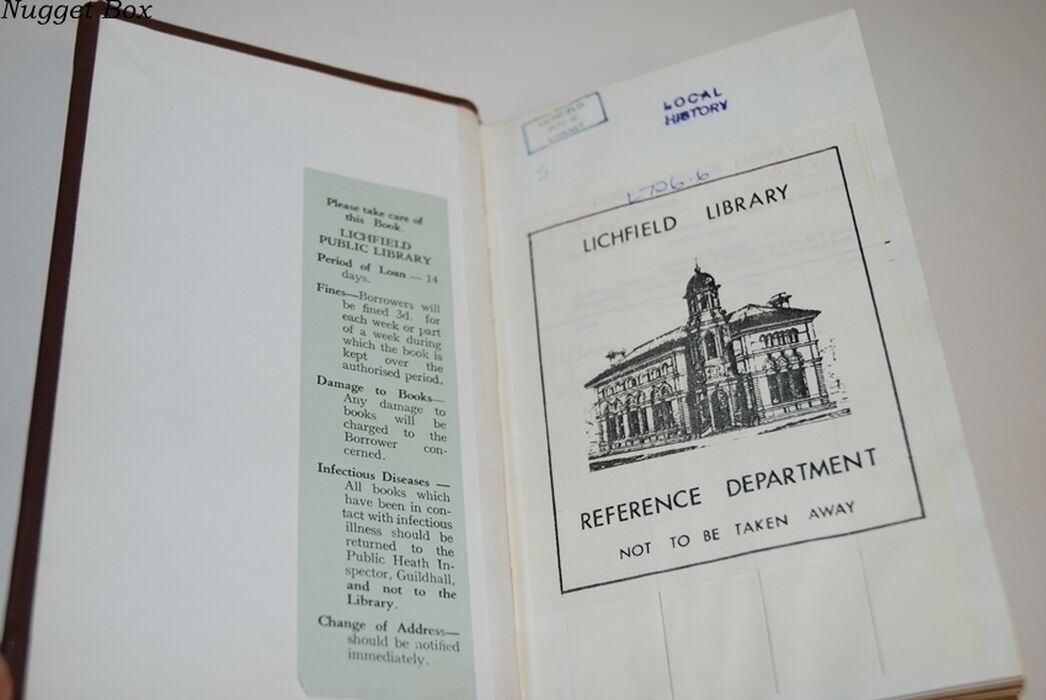 Nugget Box
Please take care of
this Book.
LICHFIELD
PUBLIC LIBRARY
Period of Loan — 14
days.
Fines—Borrowers will
be fined 3d. for
each week or part
of a week during
which the book is
kept over the
authorised period.
Damage to Books—
Any damage to
books will be
charged to the
Borrower con-
cerned.
Infectious Diseases —
All books which
have been in con-
tact with infectious
illness should be
returned to the
Public Heath In-
spector, Guildhall,
and not to the
Library.
Change of Address—
should be notified
immediately.
LICHFIELD
PUBLIC
LIBRARY
LOCAL
HISTORY
S
L726.6
LICHFIELD LIBRARY
REFERENCE DEPARTMENT
NOT TO BE TAKEN AWAY